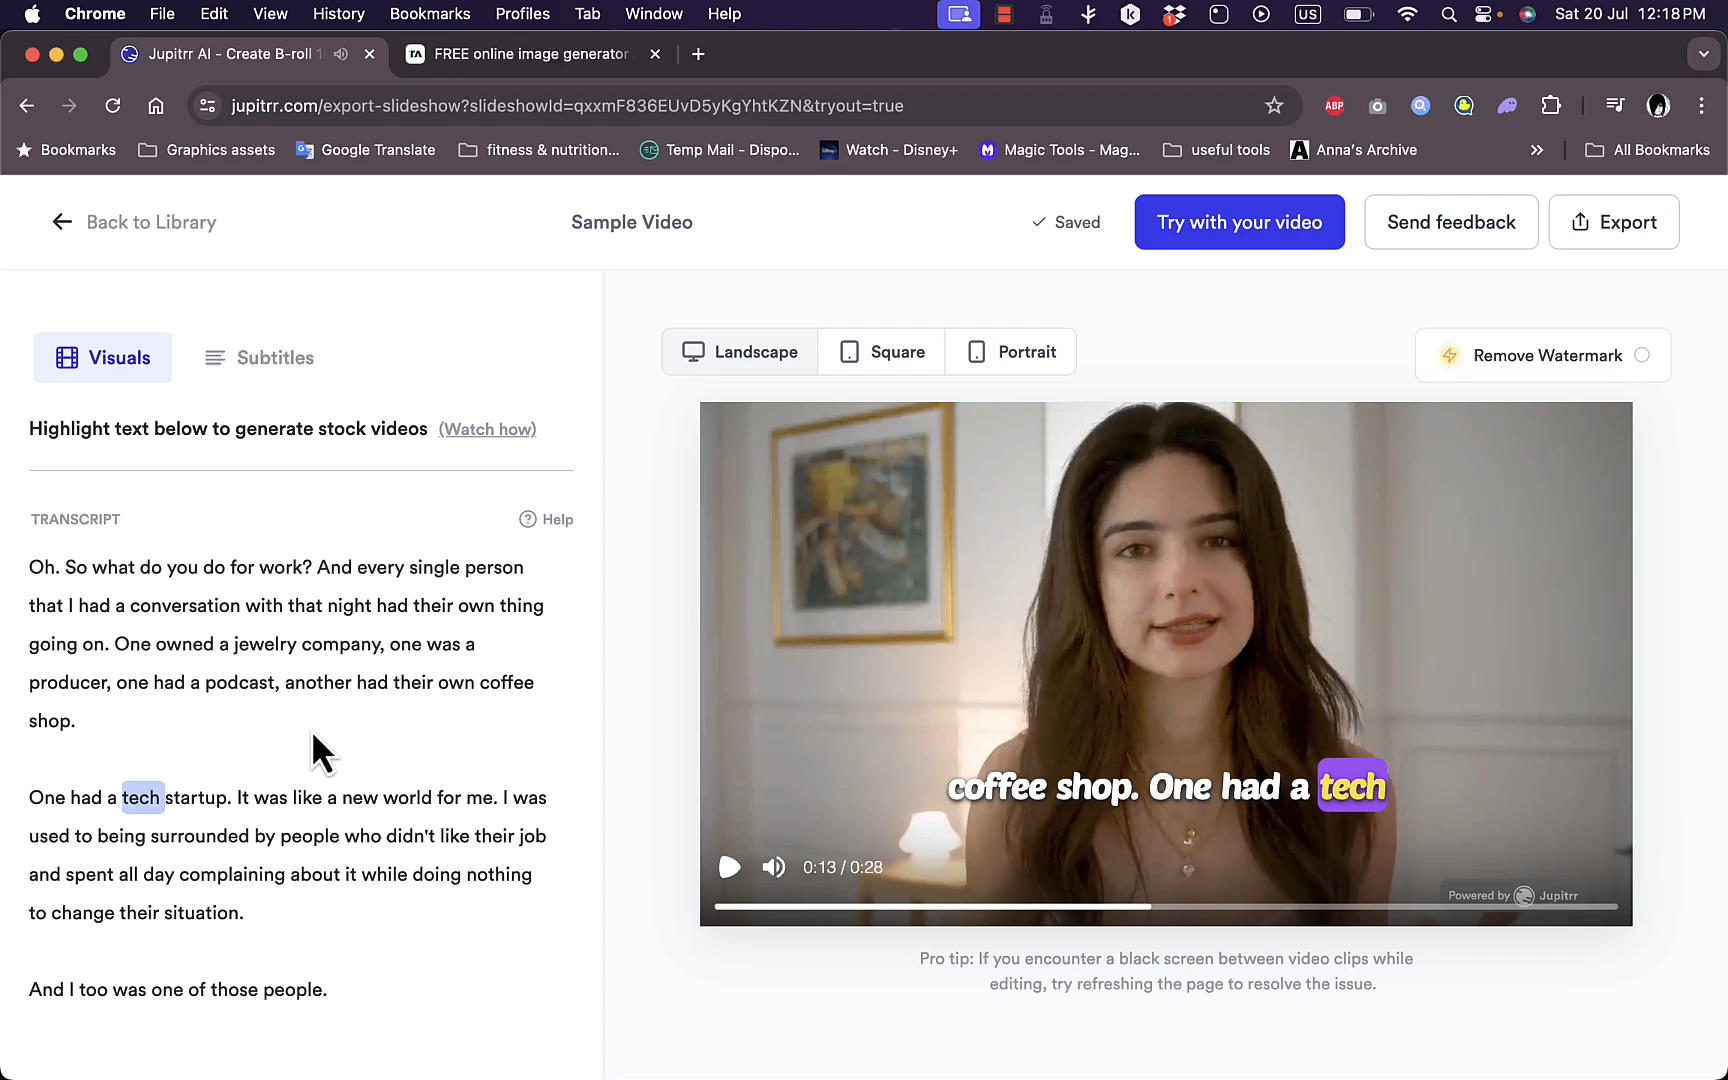 Chrome File Edit View History Bookmarks Profiles Tab Window Help US Sat 20 Jul 12:18 PM
Jupitrr AI - Create B-roll 1 FREE online image generator
jupitrr.com/export-slideshow?slideshowId=qxxmF836EUvD5yKgYhtKZN&tryout=true ABP
Bookmarks Graphics assets Google Translate fitness & nutrition... Temp Mail - Dispo... Watch - Disney+ Magic Tools - Mag... useful tools Anna's Archive All Bookmarks
Back to Library Sample Video Saved Try with your video Send feedback Export
Visuals Subtitles
Landscape Square Portrait Remove Watermark
Highlight text below to generate stock videos (Watch how)
TRANSCRIPT Help
Oh. So what do you do for work? And every single person
that I had a conversation with that night had their own thing
going on. One owned a jewelry company, one was a
producer, one had a podcast, another had their own coffee
shop.
One had a tech startup. It was like a new world for me. I was
used to being surrounded by people who didn't like their job
and spent all day complaining about it while doing nothing
to change their situation.
And I too was one of those people.
coffee shop. One had a tech
0:13 / 0:28
Powered by Jupitrr
Pro tip: If you encounter a black screen between video clips while
editing, try refreshing the page to resolve the issue.